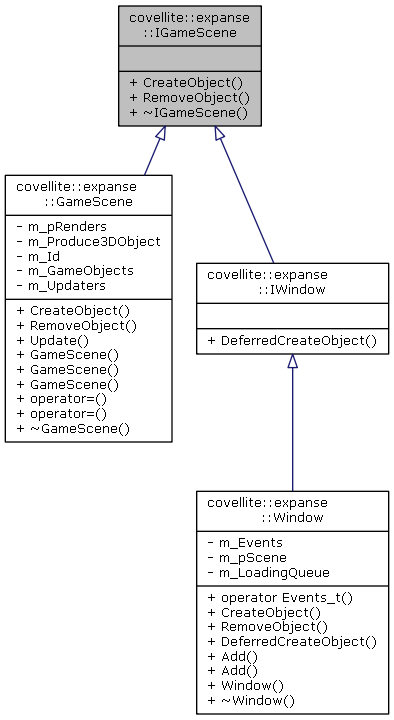 covellite::expanse
::IGameScene
+ CreateObject()
+ RemoveObject()
+ ~IGameScene()
covellite::expanse
::GameScene
- m_pRenders
- m_Produce3DObject
- m_Id
- m_GameObjects
- m_Updaters
+ CreateObject()
+ RemoveObject()
+ Update()
+ GameScene()
+ GameScene()
+ GameScene()
+ operator=()
+ operator=()
+ ~GameScene()
covellite::expanse
::IWindow
+ DeferredCreateObject()
covellite::expanse
::Window
- m_Events
- m_pScene
- m_LoadingQueue
+ operator Events_t()
+ CreateObject()
+ RemoveObject()
+ DeferredCreateObject()
+ Add()
+ Add()
+ Window()
+ ~Window()